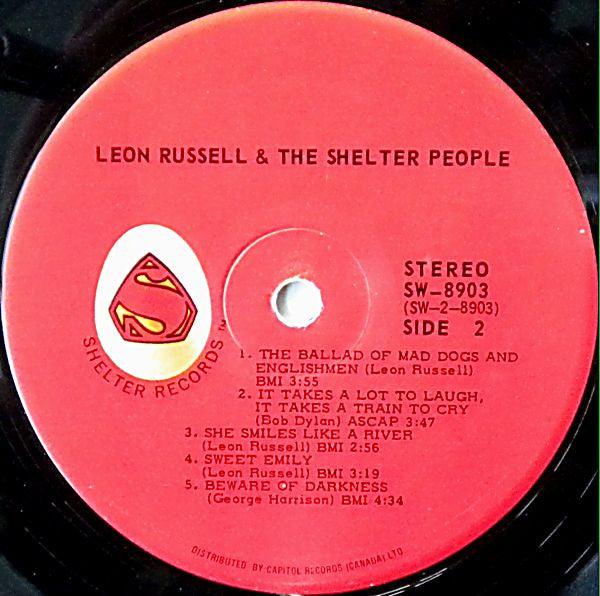 LEON RUSSELL & THE SHELTER PEOPLE
STEREO
SW-8903
(SW-2-8903)
SIDE 2
S
3
SHELTER RECORDS
1. THE BALLAD OF MAD DOGS AND
ENGLISHMEN (Leon Russell)
BMI 3:55
2. IT TAKES A LOT TO LAUGH,
IT TAKES A TRAIN TO CRY
(Bob Dylan) ASCAP 3:47
3. SHE SMILES LIKE A RIVER
(Leon Russell) BMI 2:56
4. SWEET EMILY
(Leon Russell) BMI 3:19
5. BEWARE OF DARKNESS
(George Harrison) BMI 4:34
DISTRIBUTED BY CAPITOL RECORDS (CANADA) LTD